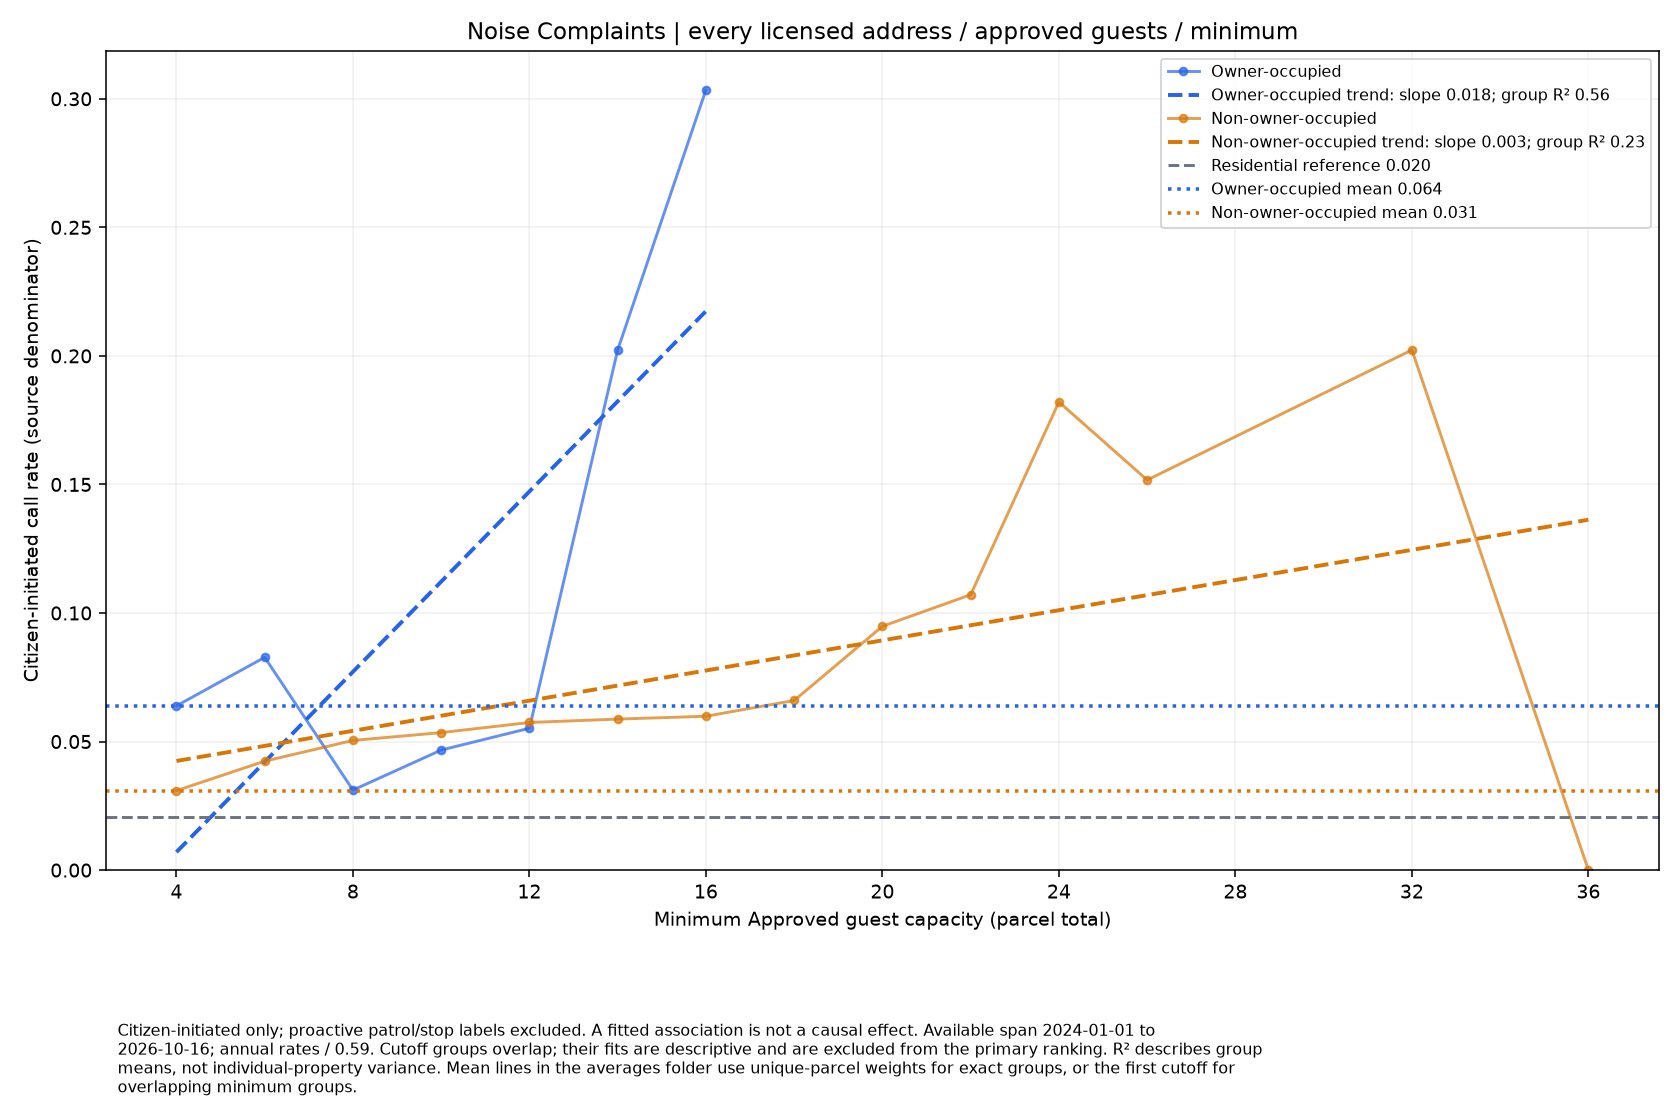 Noise Complaints | every licensed address / approved guests / minimum
Owner-occupied
Owner-occupied trend: slope 0.018; group R² 0.56
Non-owner-occupied
Non-owner-occupied trend: slope 0.003; group R² 0.23
Residential reference 0.020
Owner-occupied mean 0.064
Non-owner-occupied mean 0.031
Citizen-initiated call rate (source denominator)
0.30
0.25
0.20
0.15
0.10
0.05
0.00
4 8 12 16 20 24 28 32 36
Minimum Approved guest capacity (parcel total)
Citizen-initiated only; proactive patrol/stop labels excluded. A fitted association is not a causal effect. Available span 2024-01-01 to
2026-10-16; annual rates / 0.59. Cutoff groups overlap; their fits are descriptive and are excluded from the primary ranking. R² describes group
means, not individual-property variance. Mean lines in the averages folder use unique-parcel weights for exact groups, or the first cutoff for
overlapping minimum groups.